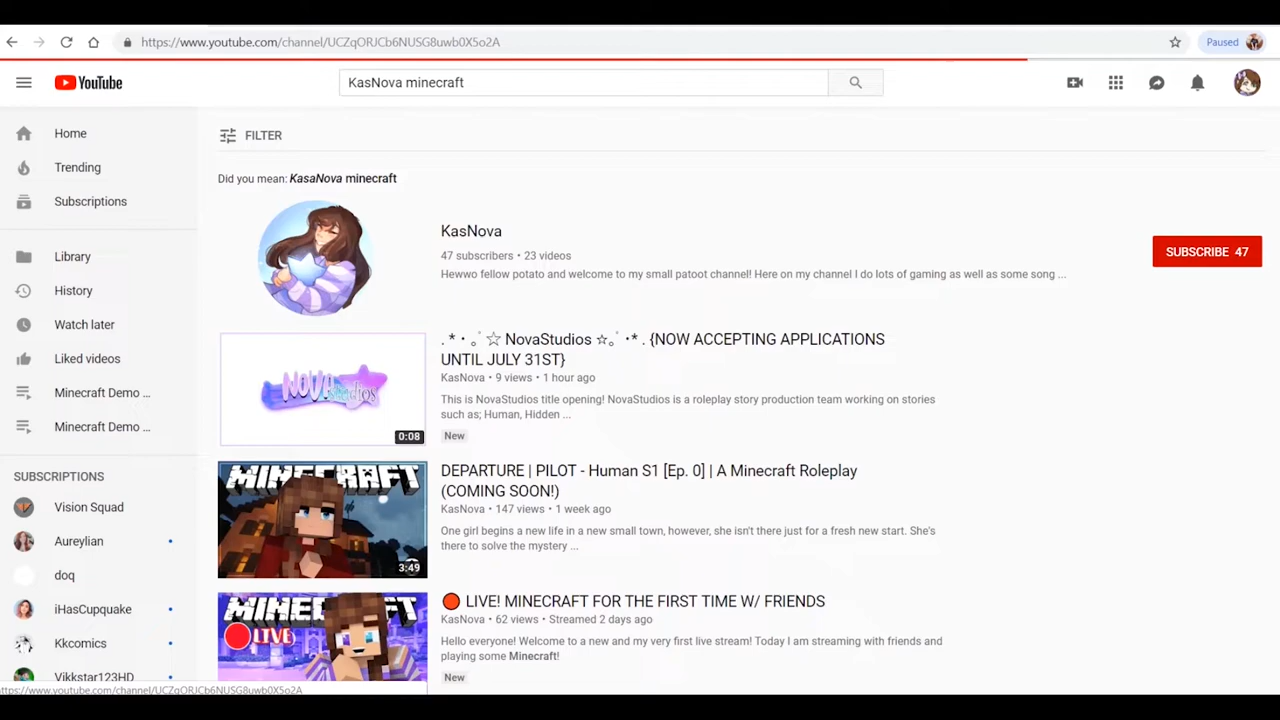 https://www.youtube.com/channel/UCZqORJCb6NUSG8uwb0X5o2A
Paused
YouTube
KasNova minecraft
Home
Trending
Subscriptions
Library
History
Watch later
Liked videos
Minecraft Demo ...
Minecraft Demo ...
SUBSCRIPTIONS
Vision Squad
Aureylian
doq
iHasCupquake
Kkcomics
Vikkstar123HD
FILTER
Did you mean: KasaNova minecraft
KasNova
47 subscribers • 23 videos
Hewwo fellow potato and welcome to my small patoot channel! Here on my channel I do lots of gaming as well as some song ...
SUBSCRIBE 47
NOVA studios
0:08
. * • ｡ﾟ☆ NovaStudios ☆｡ﾟ •* . {NOW ACCEPTING APPLICATIONS
UNTIL JULY 31ST}
KasNova • 9 views • 1 hour ago
This is NovaStudios title opening! NovaStudios is a roleplay story production team working on stories
such as; Human, Hidden ...
New
MINECRAFT
3:49
DEPARTURE | PILOT - Human S1 [Ep. 0] | A Minecraft Roleplay
(COMING SOON!)
KasNova • 147 views • 1 week ago
One girl begins a new life in a new small town, however, she isn't there just for a fresh new start. She's
there to solve the mystery ...
MINECRAFT
LIVE!
LIVE! MINECRAFT FOR THE FIRST TIME W/ FRIENDS
KasNova • 62 views • Streamed 2 days ago
Hello everyone! Welcome to a new and my very first live stream! Today I am streaming with friends and
playing some Minecraft!
New
https://www.youtube.com/channel/UCZqORJCb6NUSG8uwb0X5o2A